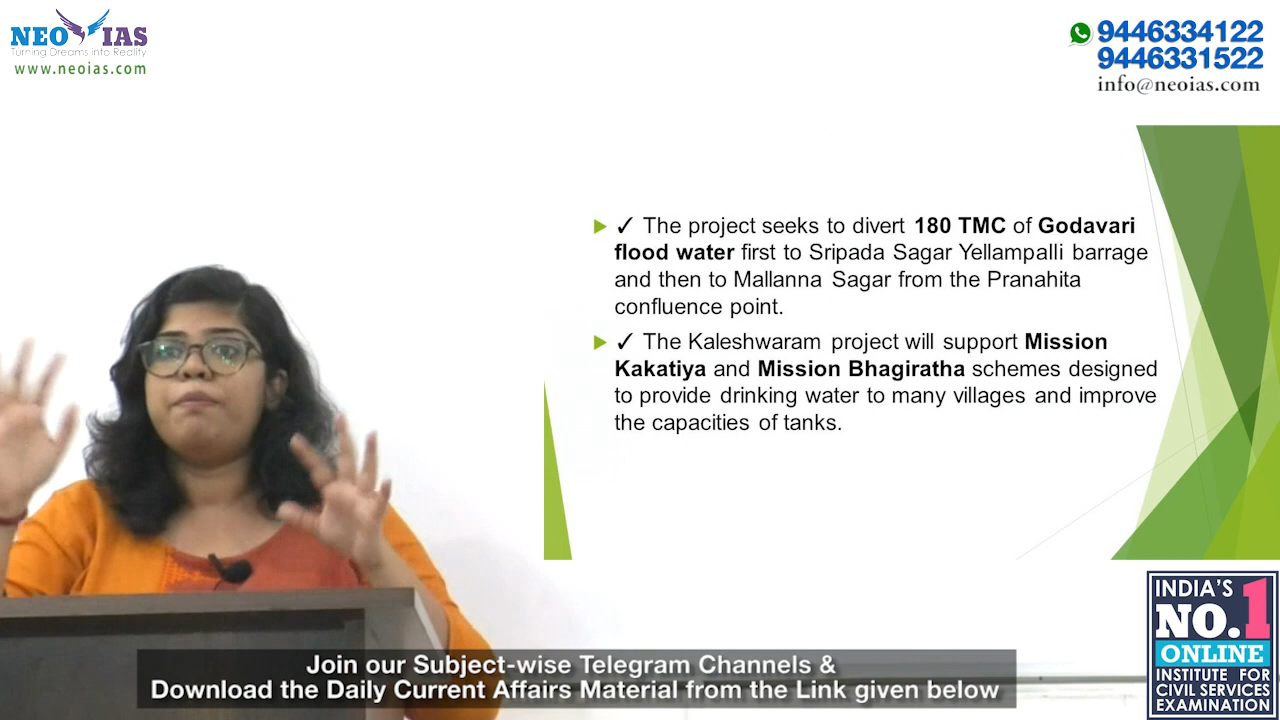 NEO IAS
Turning Dreams into Reality
www.neoias.com
9446334122
9446331522
info@neoias.com
✓ The project seeks to divert 180 TMC of Godavari
flood water first to Sripada Sagar Yellampalli barrage
and then to Mallanna Sagar from the Pranahita
confluence point.
✓ The Kaleshwaram project will support Mission
Kakatiya and Mission Bhagiratha schemes designed
to provide drinking water to many villages and improve
the capacities of tanks.
Join our Subject-wise Telegram Channels &
Download the Daily Current Affairs Material from the Link given below
INDIA'S
NO.1
ONLINE
INSTITUTE FOR
CIVIL SERVICES
EXAMINATION